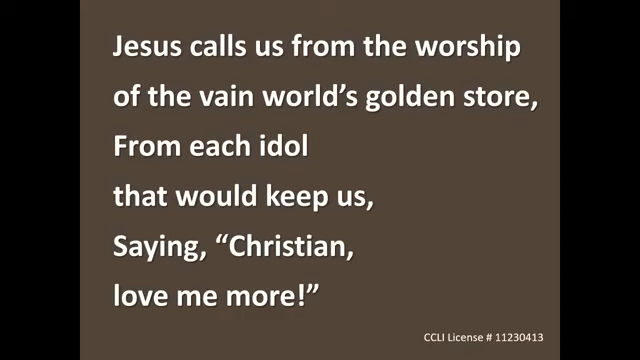 Jesus calls us from the worship
of the vain world’s golden store,
From each idol
that would keep us,
Saying, “Christian,
love me more!”
CCLI License # 11230413